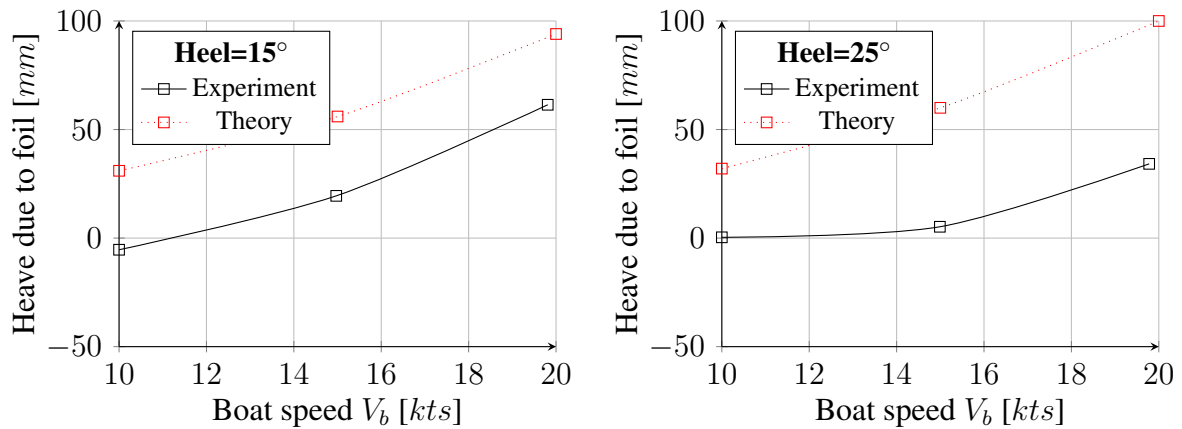 100
50
0
−50
Heave due to foil [mm]
Heel=15°
Experiment
Theory
10 12 14 16 18 20
Boat speed V_b [kts]
100
50
0
−50
Heave due to foil [mm]
Heel=25°
Experiment
Theory
10 12 14 16 18 20
Boat speed V_b [kts]